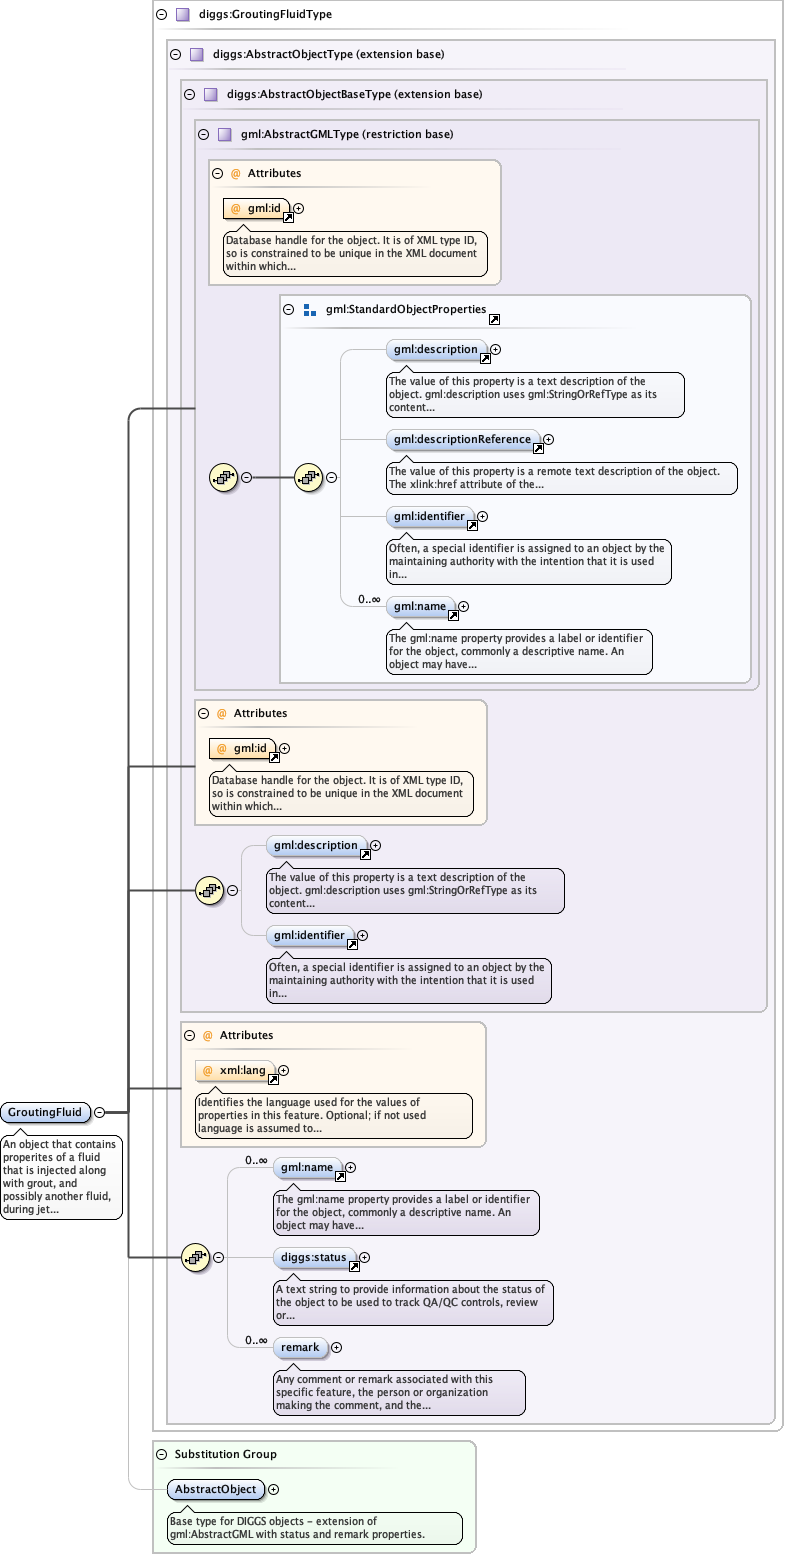 diggs:GroutingFluidType
diggs:AbstractObjectType (extension base)
diggs:AbstractObjectBaseType (extension base)
gml:AbstractGMLType (restriction base)
@ Attributes
@ gml:id
Database handle for the object. It is of XML type ID,
so is constrained to be unique in the XML document
within which...
gml:StandardObjectProperties
gml:description
The value of this property is a text description of the
object. gml:description uses gml:StringOrRefType as its
content...
gml:descriptionReference
The value of this property is a remote text description of the object.
The xlink:href attribute of the...
gml:identifier
Often, a special identifier is assigned to an object by the
maintaining authority with the intention that it is used
in...
0..∞
gml:name
The gml:name property provides a label or identifier
for the object, commonly a descriptive name. An
object may have...
@ Attributes
@ gml:id
Database handle for the object. It is of XML type ID,
so is constrained to be unique in the XML document
within which...
gml:description
The value of this property is a text description of the
object. gml:description uses gml:StringOrRefType as its
content...
gml:identifier
Often, a special identifier is assigned to an object by the
maintaining authority with the intention that it is used
in...
@ Attributes
@ xml:lang
Identifies the language used for the values of
properties in this feature. Optional; if not used
language is assumed to...
GroutingFluid
An object that contains
properites of a fluid
that is injected along
with grout, and
possibly another fluid,
during jet...
0..∞
gml:name
The gml:name property provides a label or identifier
for the object, commonly a descriptive name. An
object may have...
diggs:status
A text string to provide information about the status of
the object to be used to track QA/QC controls, review
or...
0..∞
remark
Any comment or remark associated with this
specific feature, the person or organization
making the comment, and the...
Substitution Group
AbstractObject
Base type for DIGGS objects - extension of
gml:AbstractGML with status and remark properties.